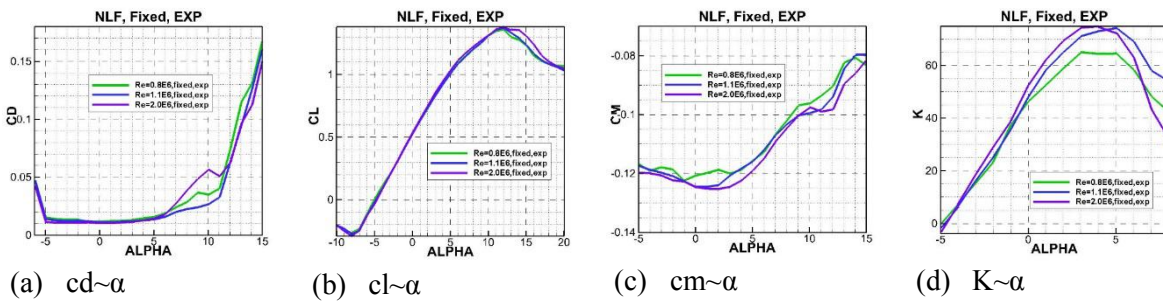 NLF, Fixed, EXP
CD
0.15
0.1
0.05
0
Re=0.8E6,fixed,exp
Re=1.1E6,fixed,exp
Re=2.0E6,fixed,exp
-5 0 5 10 15
ALPHA
(a) cd~α
NLF, Fixed, EXP
CL
1
0.5
0
Re=0.8E6,fixed,exp
Re=1.1E6,fixed,exp
Re=2.0E6,fixed,exp
-10 -5 0 5 10 15 20
ALPHA
(b) cl~α
NLF, Fixed, EXP
CM
-0.08
-0.1
-0.12
-0.14
Re=0.8E6,fixed,exp
Re=1.1E6,fixed,exp
Re=2.0E6,fixed,exp
-5 0 5 10 15
ALPHA
(c) cm~α
NLF, Fixed, EXP
K
60
40
20
0
Re=0.8E6,fixed,exp
Re=1.1E6,fixed,exp
Re=2.0E6,fixed,exp
-5 0 5
ALPHA
(d) K~α